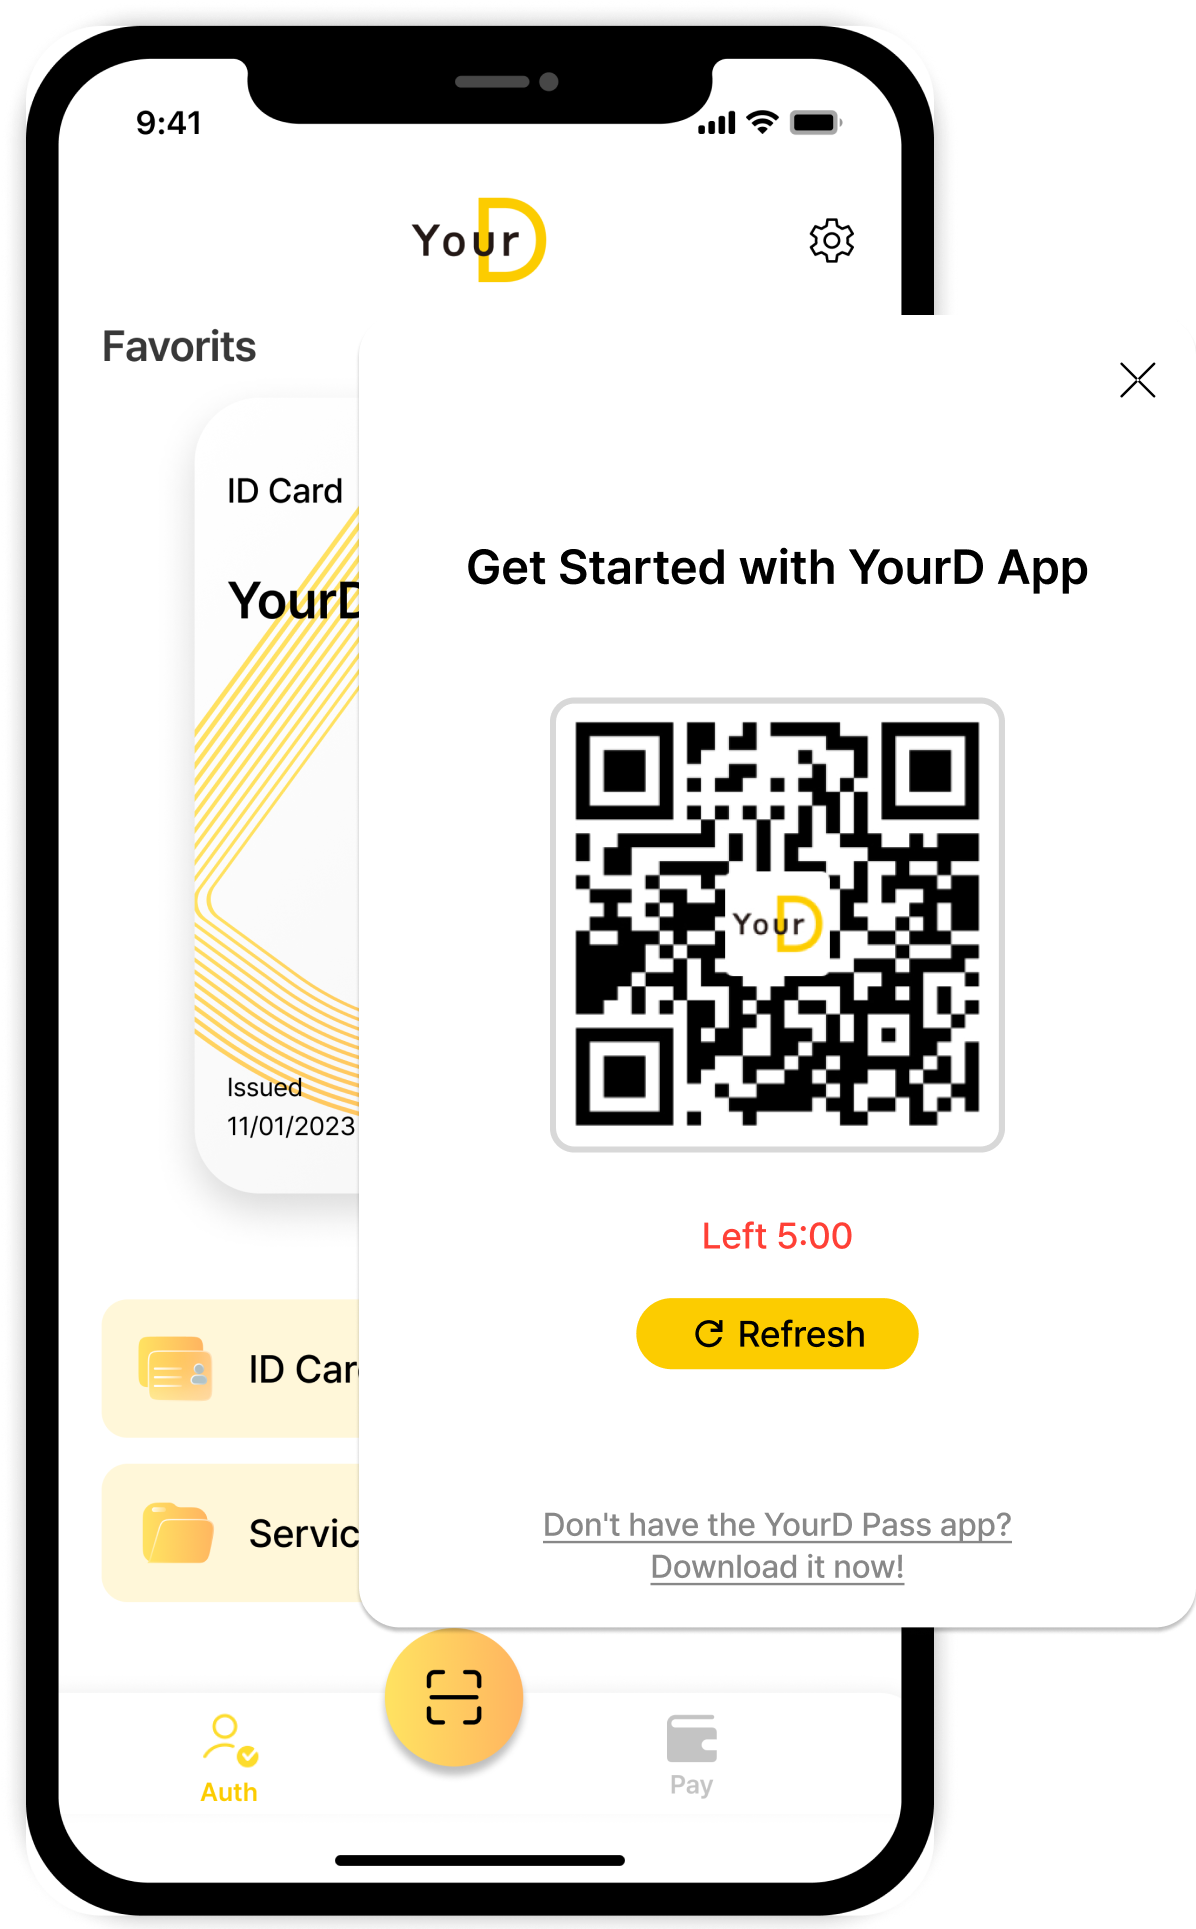 9:41
YourD
Favorits
ID Card
YourD
Issued
11/01/2023
ID Car
Servic
Auth
Pay
Get Started with YourD App
YourD
Left 5:00
Refresh
Don't have the YourD Pass app?
Download it now!